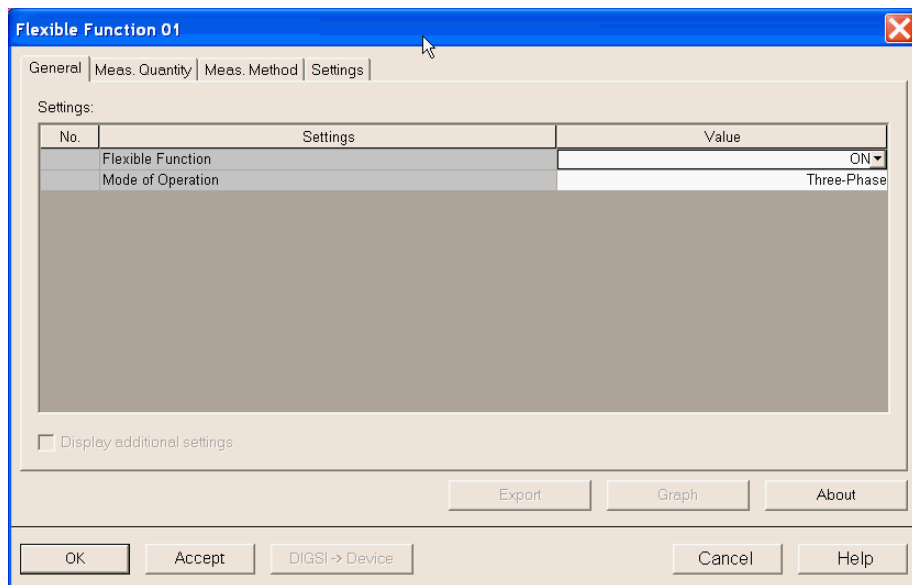 Flexible Function 01
General Meas. Quantity Meas. Method Settings
Settings:
No. Settings Value
Flexible Function ON
Mode of Operation Three-Phase
Display additional settings
Export Graph About
OK Accept DIGSI -> Device Cancel Help